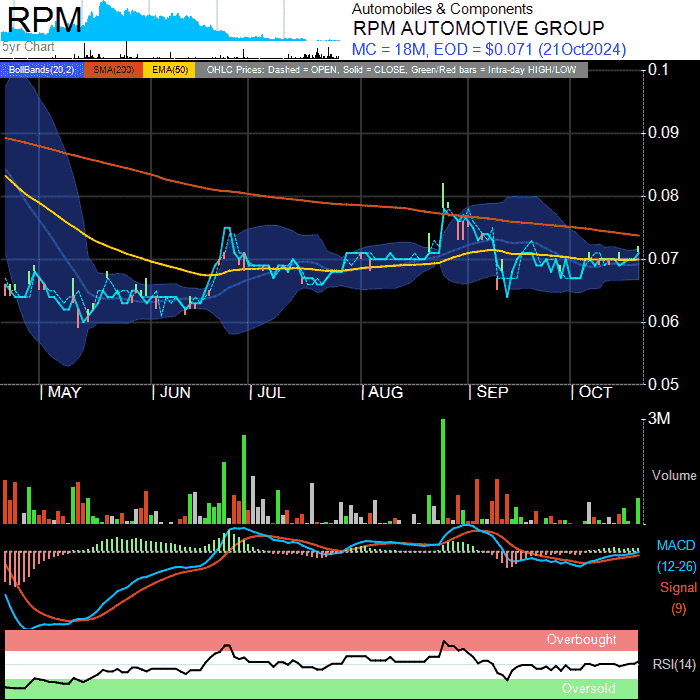 RPM
5yr Chart
Automobiles & Components
RPM AUTOMOTIVE GROUP
MC = 18M, EOD = $0.071 (21Oct2024)
BollBands(20,2) SMA(200) EMA(50) OHLC Prices: Dashed = OPEN, Solid = CLOSE, Green/Red bars = Intra-day HIGH/LOW
0.1
0.09
0.08
0.07
0.06
0.05
MAY JUN JUL AUG SEP OCT
3M
Volume
MACD
(12-26)
Signal
(9)
Overbought
RSI(14)
Oversold